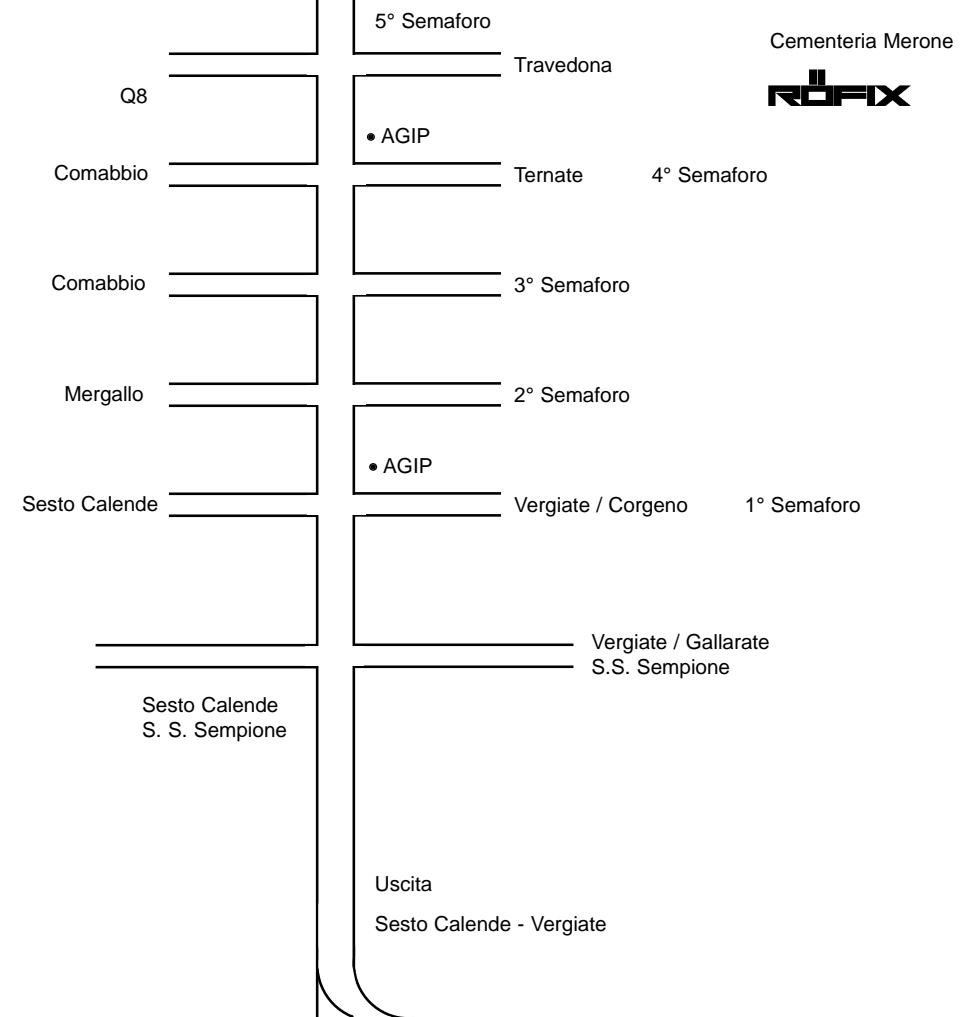 5° Semaforo
Cementeria Merone
Travedona
RÖFIX
Q8
AGIP
Comabbio
Ternate
4° Semaforo
Comabbio
3° Semaforo
Mergallo
2° Semaforo
AGIP
Sesto Calende
Vergiate / Corgeno
1° Semaforo
Vergiate / Gallarate
S.S. Sempione
Sesto Calende
S. S. Sempione
Uscita
Sesto Calende - Vergiate